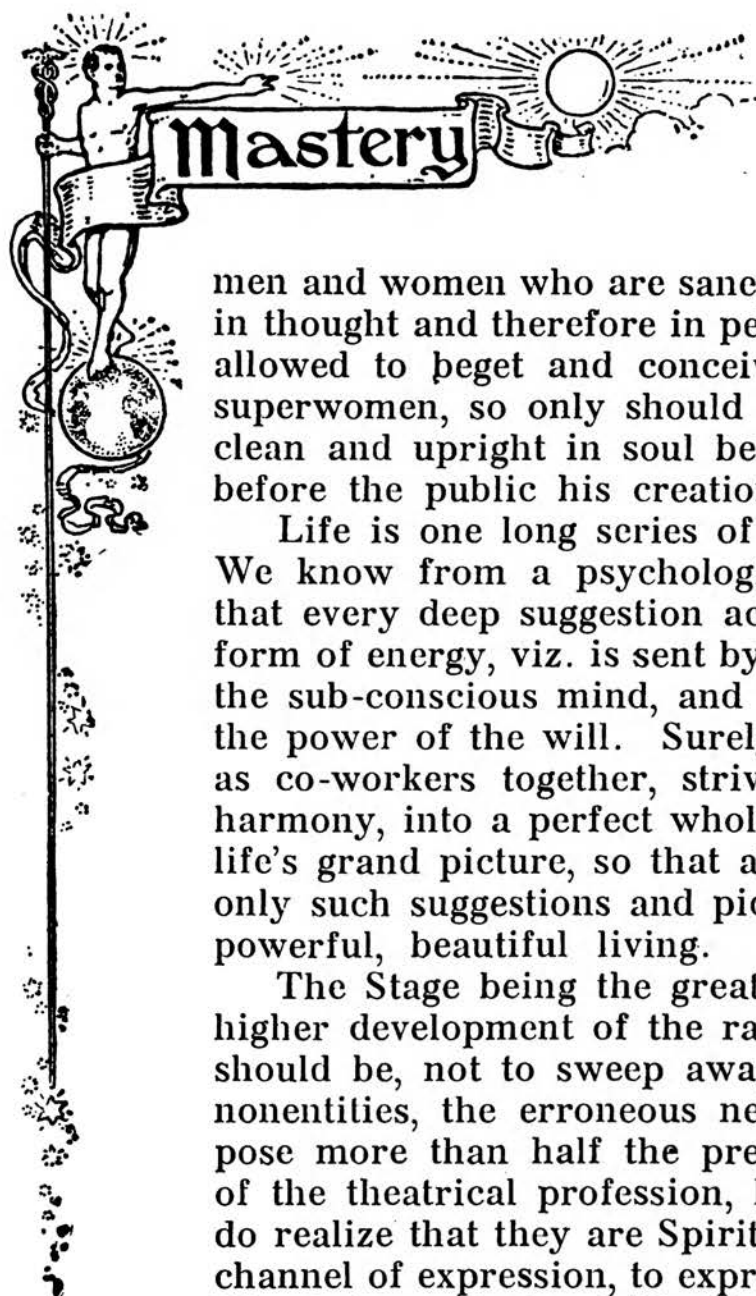 Mastery
men and women who are sane
in thought and therefore in pe
allowed to beget and concei
superwomen, so only should
clean and upright in soul be
before the public his creatio
Life is one long series of
We know from a psycholog
that every deep suggestion ac
form of energy, viz. is sent by
the sub-conscious mind, and
the power of the will. Surel
as co-workers together, striv
harmony, into a perfect whol
life's grand picture, so that a
only such suggestions and pic
powerful, beautiful living.
The Stage being the great
higher development of the ra
should be, not to sweep awa
nonentities, the erroneous ne
pose more than half the pre
of the theatrical profession,
do realize that they are Spirit
channel of expression, to expr